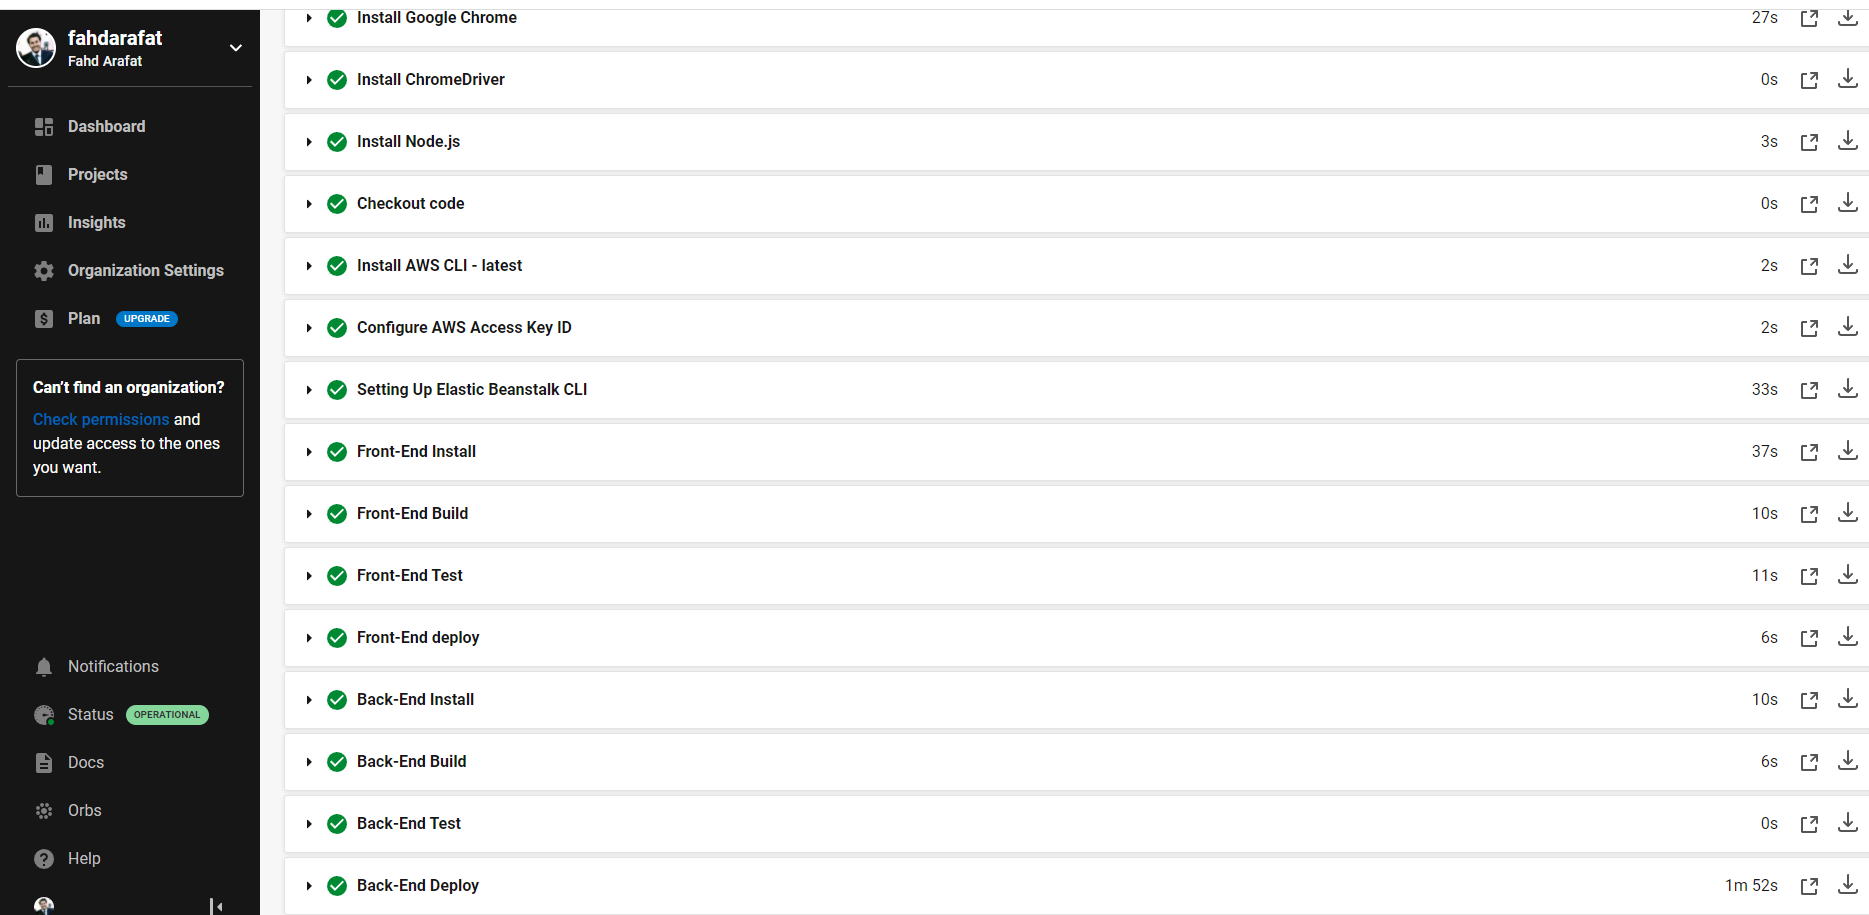 fahdarafat
Fahd Arafat
Dashboard
Projects
Insights
Organization Settings
Plan UPGRADE
Can't find an organization?
Check permissions and
update access to the ones
you want.
Notifications
Status OPERATIONAL
Docs
Orbs
Help
Install Google Chrome 27s
Install ChromeDriver 0s
Install Node.js 3s
Checkout code 0s
Install AWS CLI - latest 2s
Configure AWS Access Key ID 2s
Setting Up Elastic Beanstalk CLI 33s
Front-End Install 37s
Front-End Build 10s
Front-End Test 11s
Front-End deploy 6s
Back-End Install 10s
Back-End Build 6s
Back-End Test 0s
Back-End Deploy 1m 52s